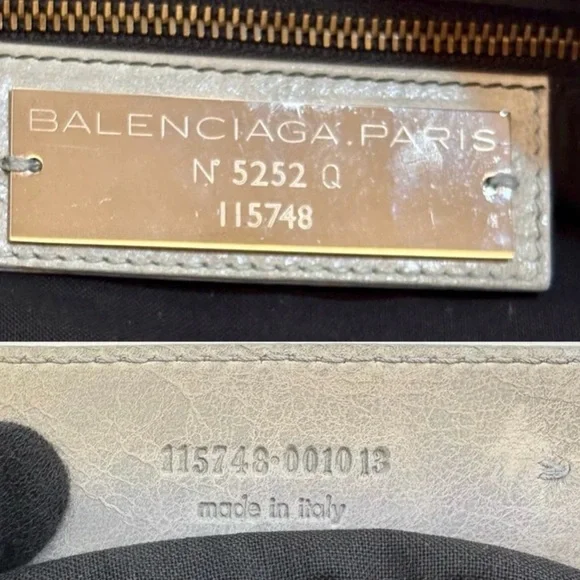 BALENCIAGA.PARIS
N° 5252 Q
115748
115748·001013
made in italy